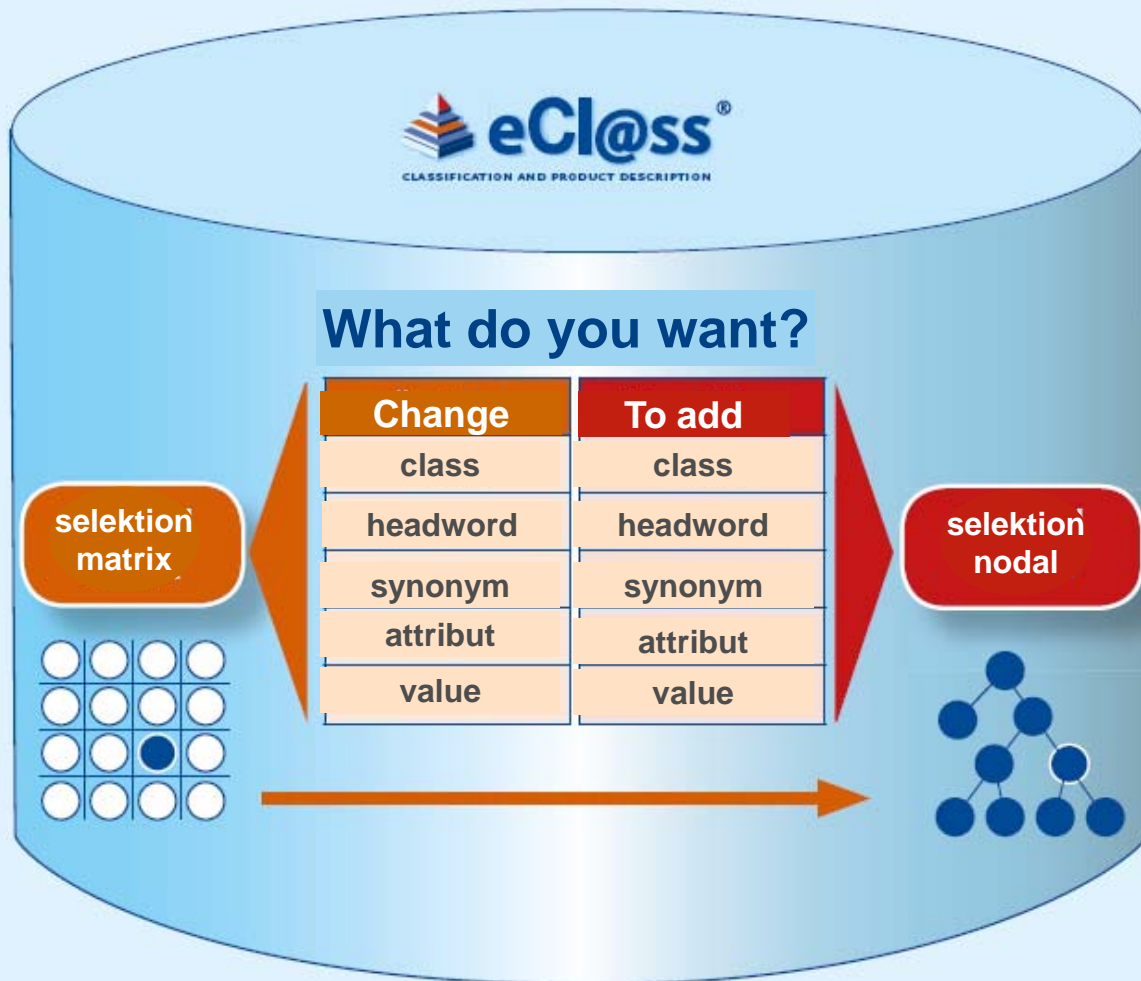 eCl@ss®
CLASSIFICATION AND PRODUCT DESCRIPTION
What do you want?
Change To add
class class
headword headword
synonym synonym
attribut attribut
value value
selektion
matrix
selektion
nodal